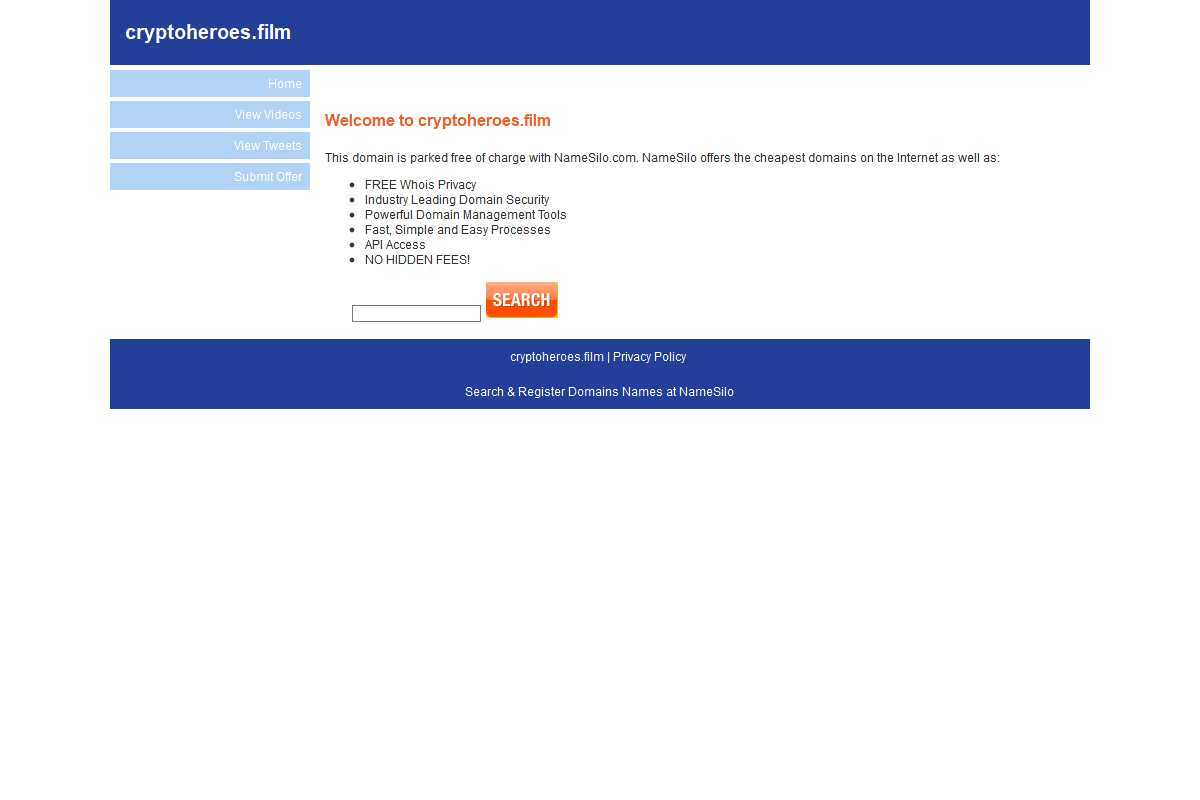 cryptoheroes.film
Home
View Videos
View Tweets
Submit Offer
Welcome to cryptoheroes.film
This domain is parked free of charge with NameSilo.com. NameSilo offers the cheapest domains on the Internet as well as:
FREE Whois Privacy
Industry Leading Domain Security
Powerful Domain Management Tools
Fast, Simple and Easy Processes
API Access
NO HIDDEN FEES!
SEARCH
cryptoheroes.film | Privacy Policy
Search & Register Domains Names at NameSilo